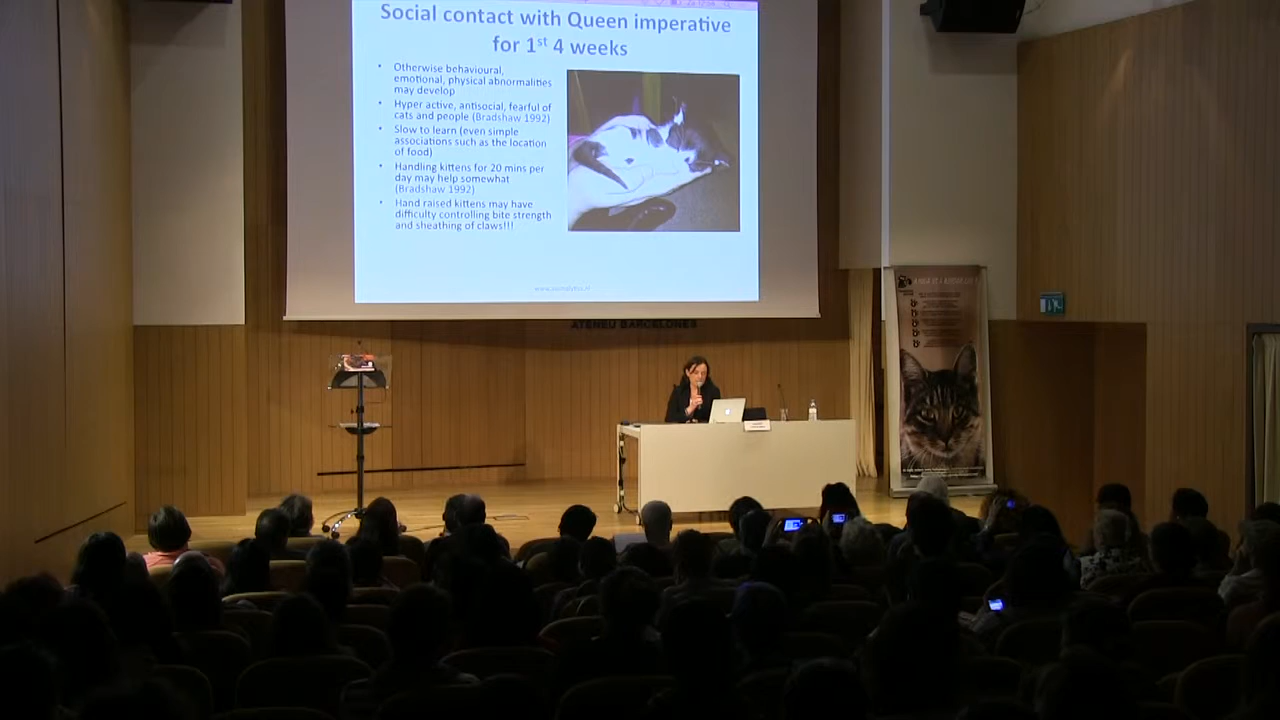 Social contact with Queen imperative
for 1st 4 weeks
• Otherwise behavioural,
emotional, physical abnormalities
may develop
• Hyper active, antisocial, fearful of
cats and people (Bradshaw 1992)
• Slow to learn (even simple
associations such as the location
of food)
• Handling kittens for 20 mins per
day may help somewhat
(Bradshaw 1992)
• Hand raised kittens may have
difficulty controlling bite strength
and sheathing of claws!!!
ATENEU BARCELONÈS